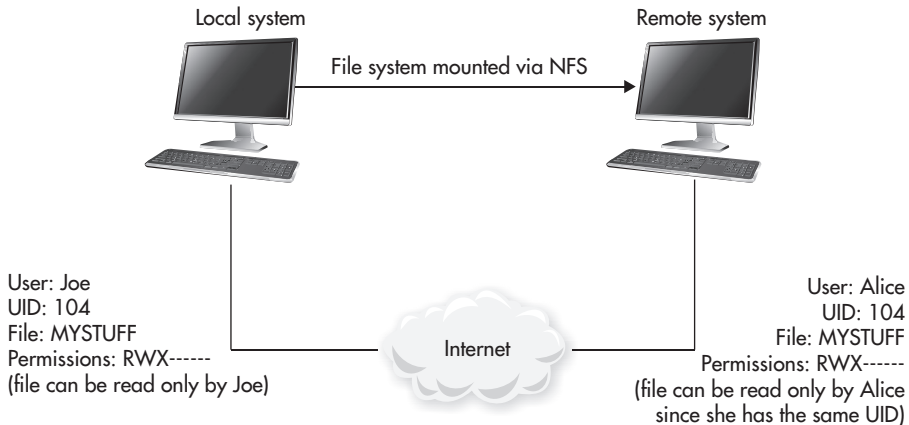 Local system
Remote system
File system mounted via NFS
User: Joe
UID: 104
File: MYSTUFF
Permissions: RWX------
(file can be read only by Joe)
Internet
User: Alice
UID: 104
File: MYSTUFF
Permissions: RWX------
(file can be read only by Alice
since she has the same UID)